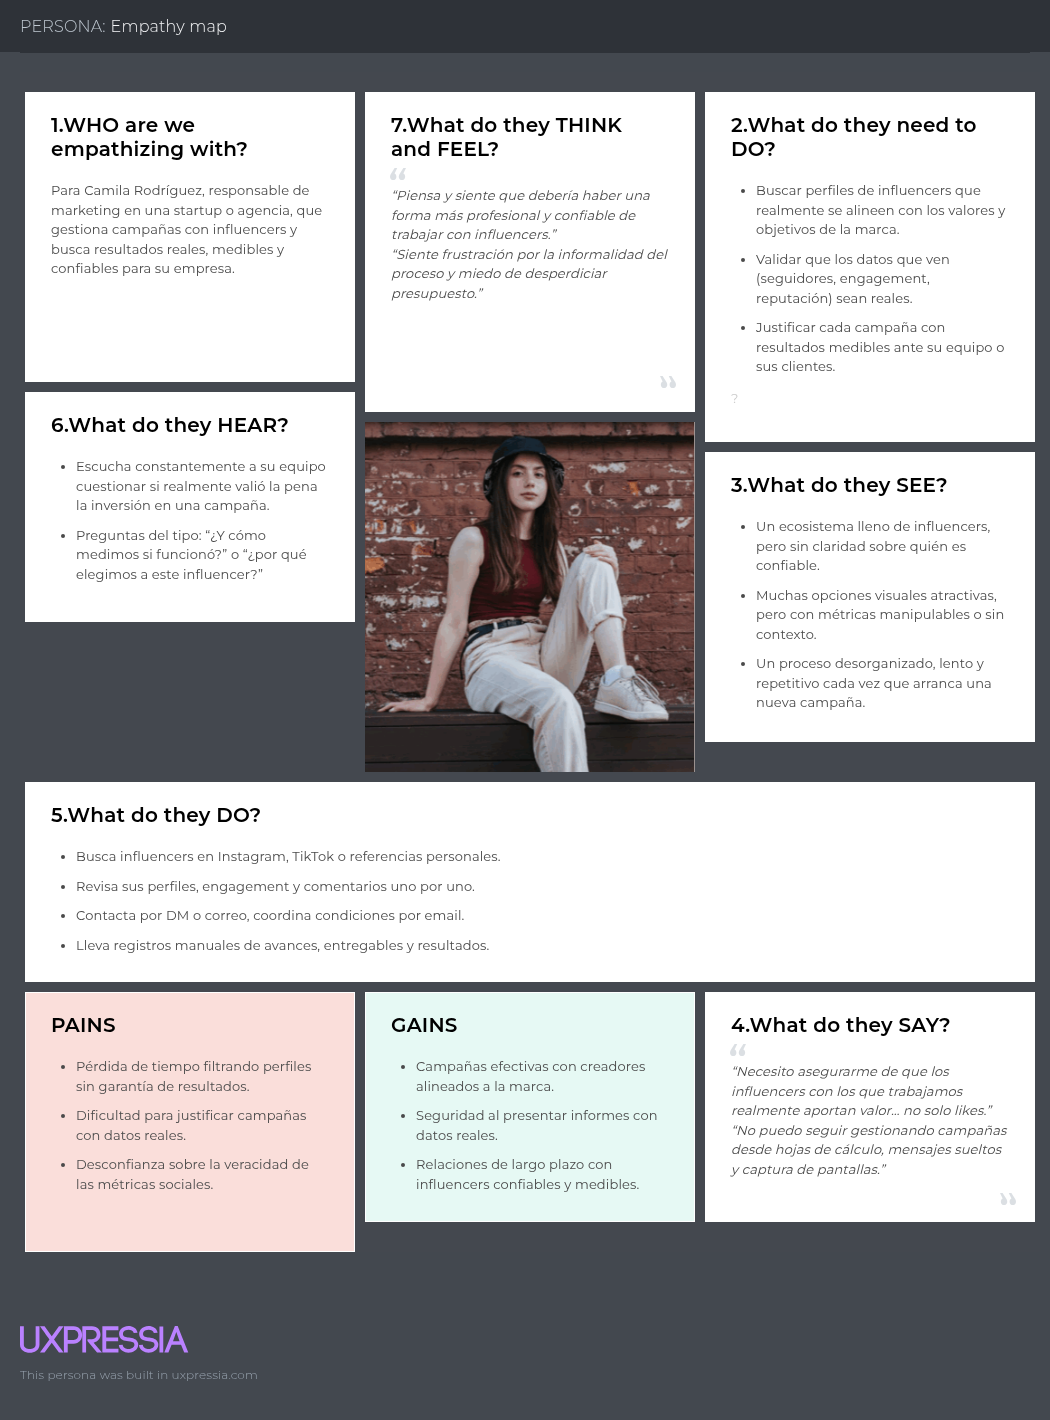 PERSONA: Empathy map
1.WHO are we
empathizing with?
Para Camila Rodríguez, responsable de
marketing en una startup o agencia, que
gestiona campañas con influencers y
busca resultados reales, medibles y
confiables para su empresa.
7.What do they THINK
and FEEL?
“
“Piensa y siente que debería haber una
forma más profesional y confiable de
trabajar con influencers.”
“Siente frustración por la informalidad del
proceso y miedo de desperdiciar
presupuesto.”
”
2.What do they need to
DO?
• Buscar perfiles de influencers que
realmente se alineen con los valores y
objetivos de la marca.
• Validar que los datos que ven
(seguidores, engagement,
reputación) sean reales.
• Justificar cada campaña con
resultados medibles ante su equipo o
sus clientes.
?
6.What do they HEAR?
• Escucha constantemente a su equipo
cuestionar si realmente valió la pena
la inversión en una campaña.
• Preguntas del tipo: “¿Y cómo
medimos si funcionó?” o “¿por qué
elegimos a este influencer?”
3.What do they SEE?
• Un ecosistema lleno de influencers,
pero sin claridad sobre quién es
confiable.
• Muchas opciones visuales atractivas,
pero con métricas manipulables o sin
contexto.
• Un proceso desorganizado, lento y
repetitivo cada vez que arranca una
nueva campaña.
5.What do they DO?
• Busca influencers en Instagram, TikTok o referencias personales.
• Revisa sus perfiles, engagement y comentarios uno por uno.
• Contacta por DM o correo, coordina condiciones por email.
• Lleva registros manuales de avances, entregables y resultados.
PAINS
• Pérdida de tiempo filtrando perfiles
sin garantía de resultados.
• Dificultad para justificar campañas
con datos reales.
• Desconfianza sobre la veracidad de
las métricas sociales.
GAINS
• Campañas efectivas con creadores
alineados a la marca.
• Seguridad al presentar informes con
datos reales.
• Relaciones de largo plazo con
influencers confiables y medibles.
4.What do they SAY?
“
“Necesito asegurarme de que los
influencers con los que trabajamos
realmente aportan valor... no solo likes.”
“No puedo seguir gestionando campañas
desde hojas de cálculo, mensajes sueltos
y captura de pantallas.”
”
UXPRESSIA
This persona was built in uxpressia.com